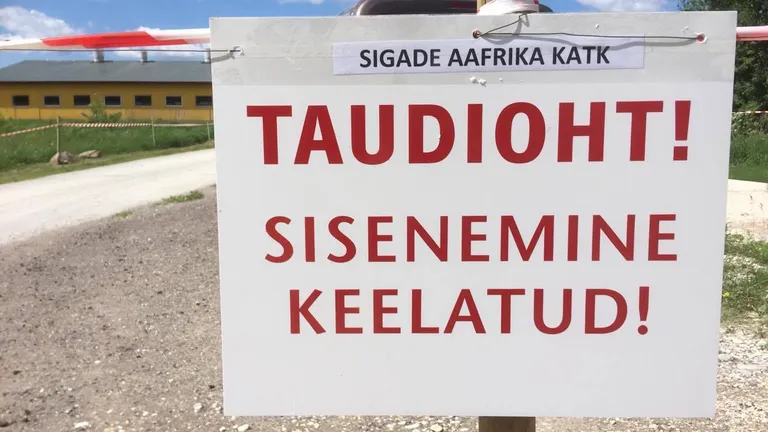 SIGADE AAFRIKA KATK
TAUDIOHT!
SISENEMINE
KEELATUD!